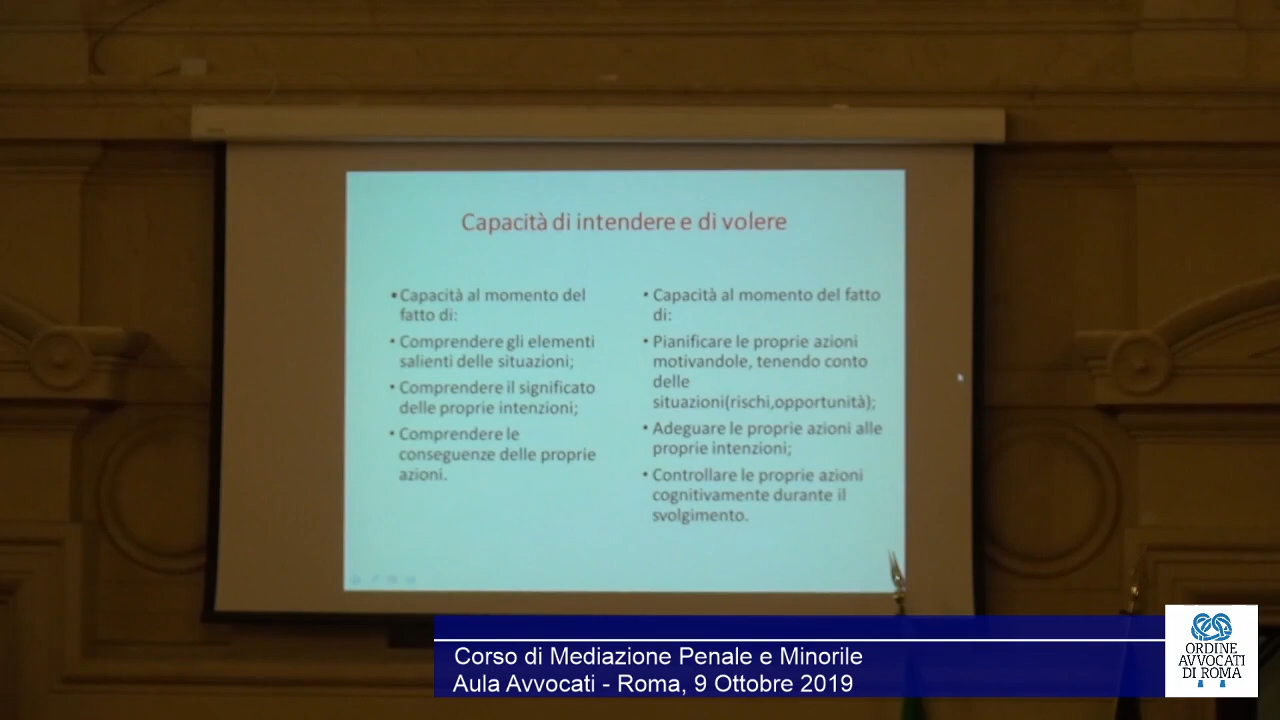 Capacità di intendere e di volere
•Capacità al momento del
fatto di:
• Comprendere gli elementi
salienti delle situazioni;
• Comprendere il significato
delle proprie intenzioni;
• Comprendere le
conseguenze delle proprie
azioni.
• Capacità al momento del fatto
di:
• Pianificare le proprie azioni
motivandole, tenendo conto
delle
situazioni(rischi,opportunità);
• Adeguare le proprie azioni alle
proprie intenzioni;
• Controllare le proprie azioni
cognitivamente durante il
svolgimento.
Corso di Mediazione Penale e Minorile
Aula Avvocati - Roma, 9 Ottobre 2019
ORDINE
AVVOCATI
DI ROMA